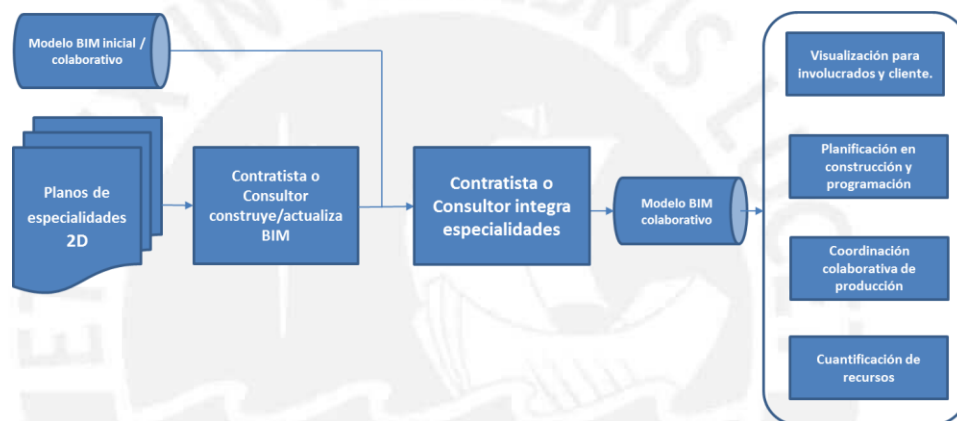 Modelo BIM inicial /
colaborativo
Planos de
especialidades
2D
Contratista o
Consultor
construye/actualiza
BIM
Contratista o
Consultor integra
especialidades
Modelo BIM
colaborativo
Visualización para
involucrados y cliente.
Planificación en
construcción y
programación
Coordinación
colaborativa de
producción
Cuantificación de
recursos